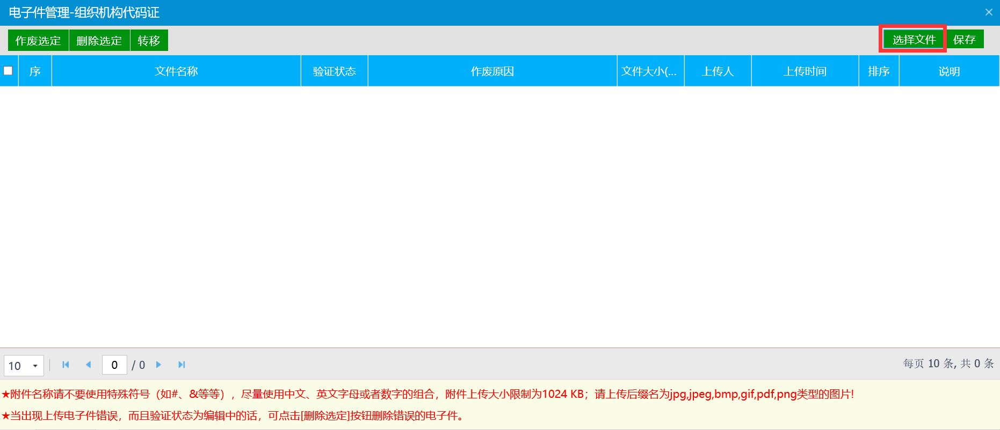 电子件管理-组织机构代码证
作废选定 删除选定 转移 选择文件 保存
序 文件名称 验证状态 作废原因 文件大小(... 上传人 上传时间 排序 说明
10 0 / 0 每页 10 条, 共 0 条
★附件名称请不要使用特殊符号（如#、&等等），尽量使用中文、英文字母或者数字的组合，附件上传大小限制为1024 KB；请上传后缀名为jpg,jpeg,bmp,gif,pdf,png类型的图片!
★当出现上传电子件错误，而且验证状态为编辑中的话，可点击[删除选定]按钮删除错误的电子件。